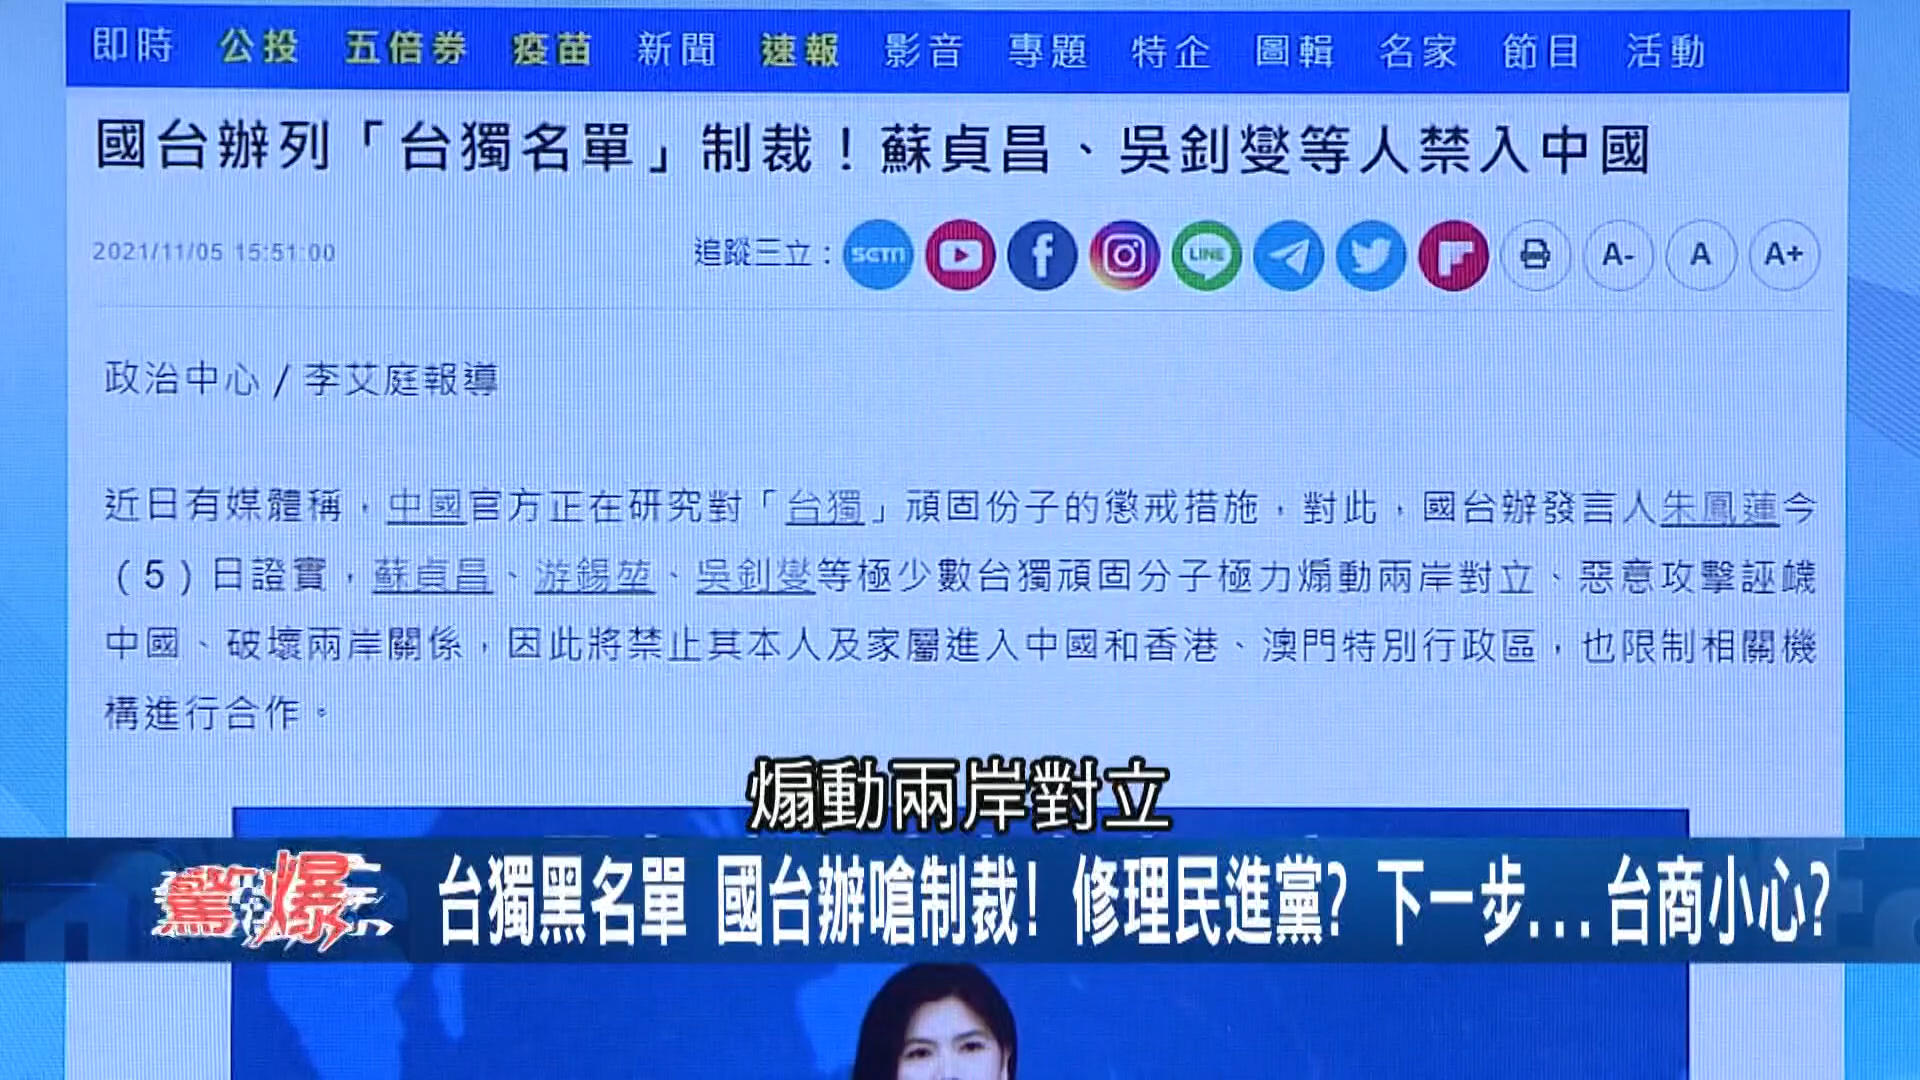 即時 公投 五倍券 疫苗 新聞 速報 影音 專題 特企 圖輯 名家 節目 活動
國台辦列「台獨名單」制裁！蘇貞昌、吳釗燮等人禁入中國
2021/11/05 15:51:00
追蹤三立：
setn
LINE
A- A A+
政治中心／李艾庭報導
近日有媒體稱，中國官方正在研究對「台獨」頑固份子的懲戒措施，對此，國台辦發言人朱鳳蓮今
（5）日證實，蘇貞昌、游錫堃、吳釗燮等極少數台獨頑固分子極力煽動兩岸對立、惡意攻擊誣衊
中國、破壞兩岸關係，因此將禁止其本人及家屬進入中國和香港、澳門特別行政區，也限制相關機
構進行合作。
煽動兩岸對立
驚爆
台獨黑名單 國台辦嗆制裁! 修理民進黨? 下一步...台商小心?